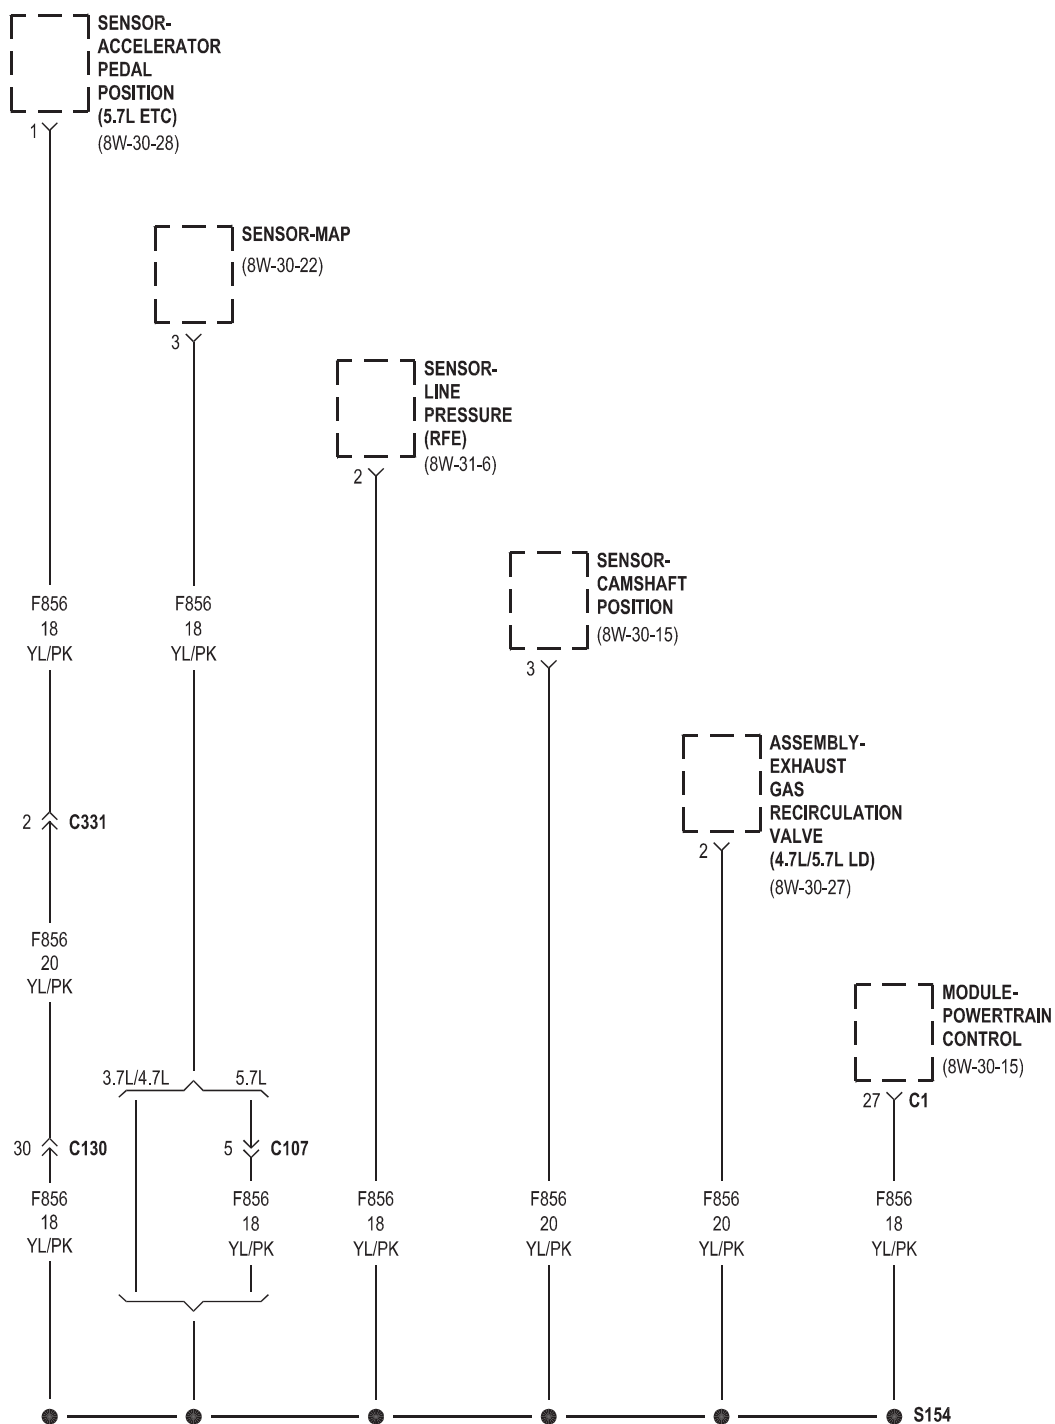 SENSOR-
ACCELERATOR
PEDAL
POSITION
(5.7L ETC)
(8W-30-28)
1
SENSOR-MAP
(8W-30-22)
3
SENSOR-
LINE
PRESSURE
(RFE)
(8W-31-6)
2
SENSOR-
CAMSHAFT
POSITION
(8W-30-15)
3
F856
18
YL/PK
F856
18
YL/PK
ASSEMBLY-
EXHAUST
GAS
RECIRCULATION
VALVE
(4.7L/5.7L LD)
(8W-30-27)
2
2 C331
F856
20
YL/PK
MODULE-
POWERTRAIN
CONTROL
(8W-30-15)
27 C1
3.7L/4.7L 5.7L
30 C130
5 C107
F856
18
YL/PK
F856
18
YL/PK
F856
18
YL/PK
F856
20
YL/PK
F856
20
YL/PK
F856
18
YL/PK
S154